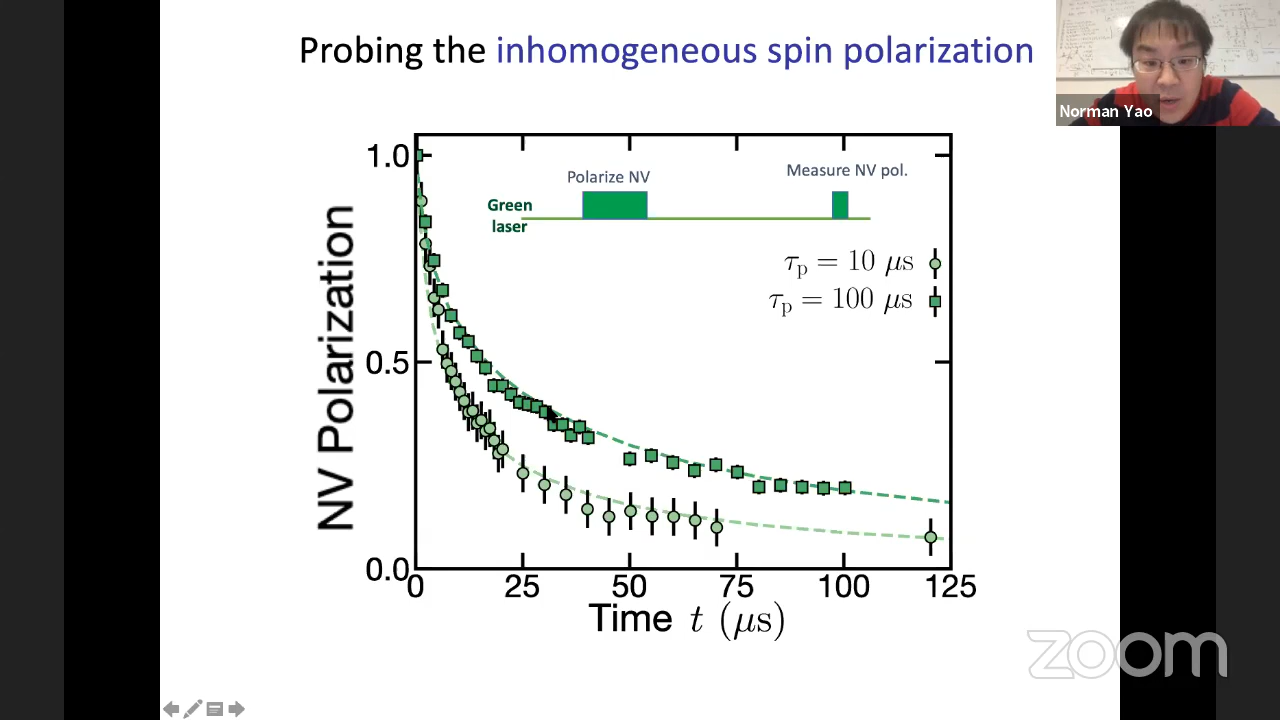 Probing the inhomogeneous spin polarization
Norman Yao
Polarize NV
Measure NV pol.
Green
laser
τp = 10 μs
τp = 100 μs
NV Polarization
1.0
0.5
0.0
0
25
50
75
100
125
Time t (μs)
zoom